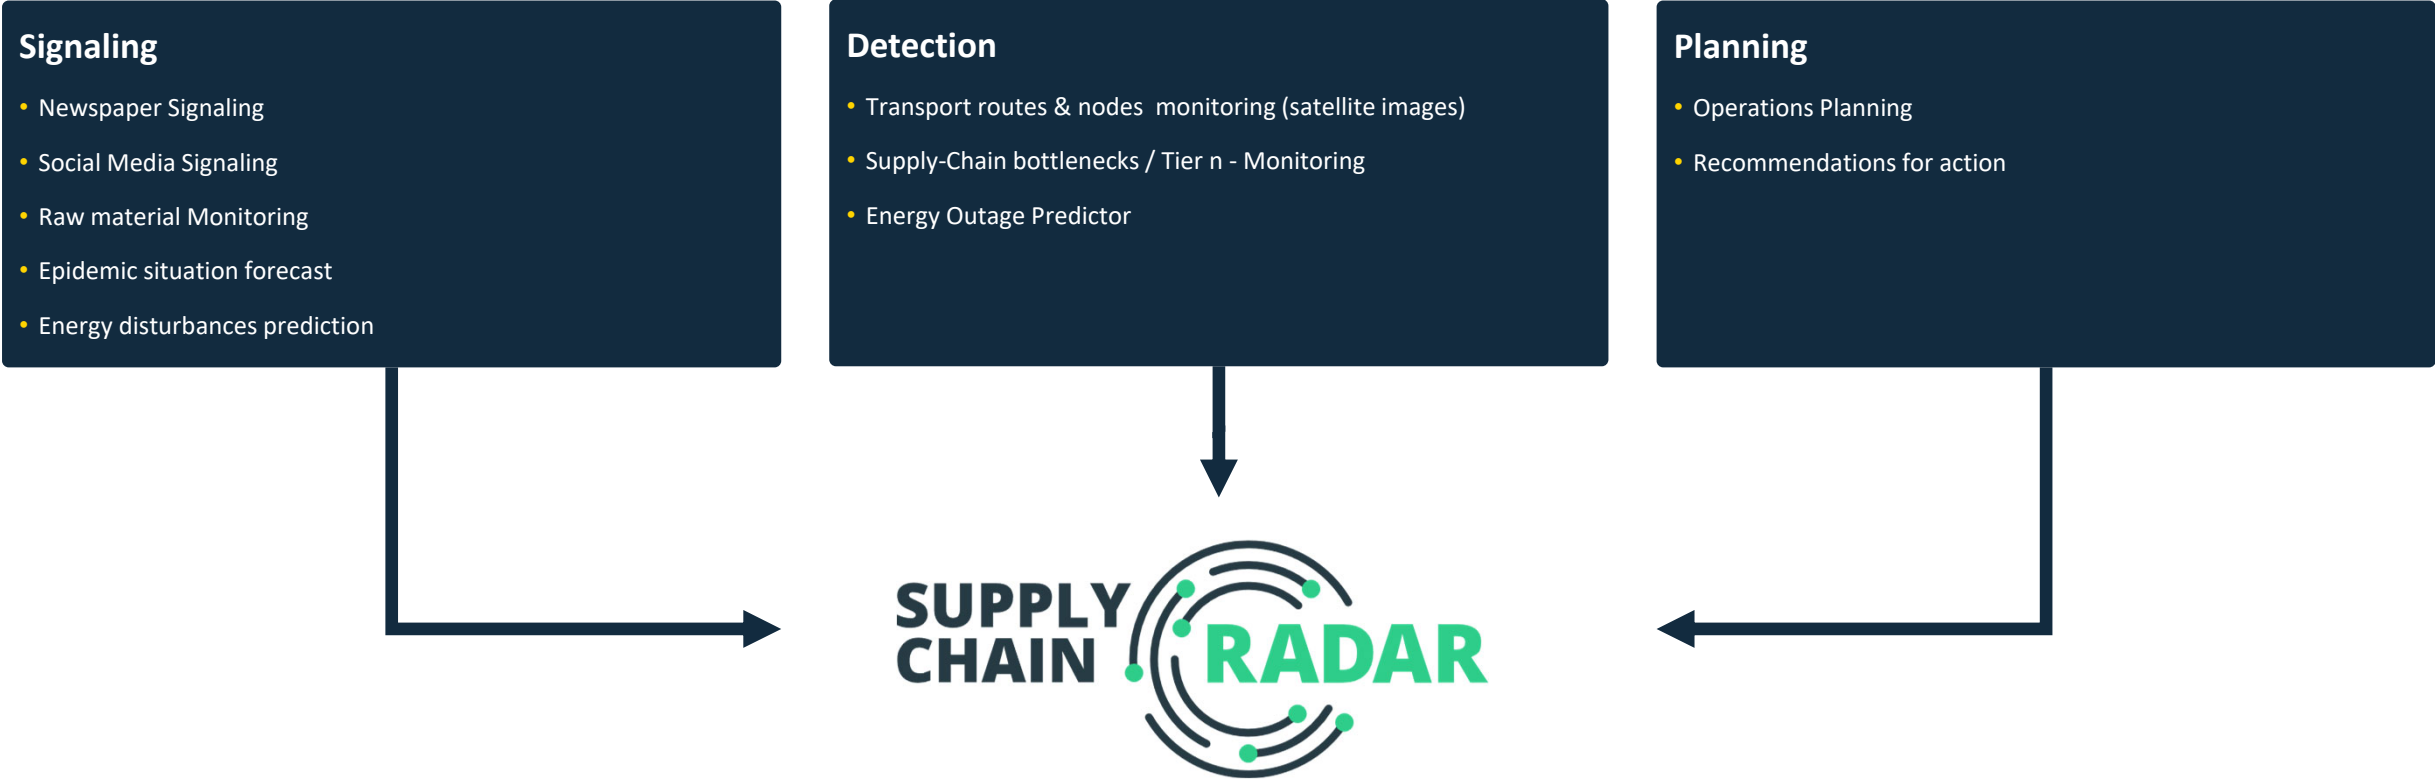 Signaling
• Newspaper Signaling
• Social Media Signaling
• Raw material Monitoring
• Epidemic situation forecast
• Energy disturbances prediction
Detection
• Transport routes & nodes  monitoring (satellite images)
• Supply-Chain bottlenecks / Tier n - Monitoring
• Energy Outage Predictor
Planning
• Operations Planning
• Recommendations for action
SUPPLY
CHAIN
RADAR